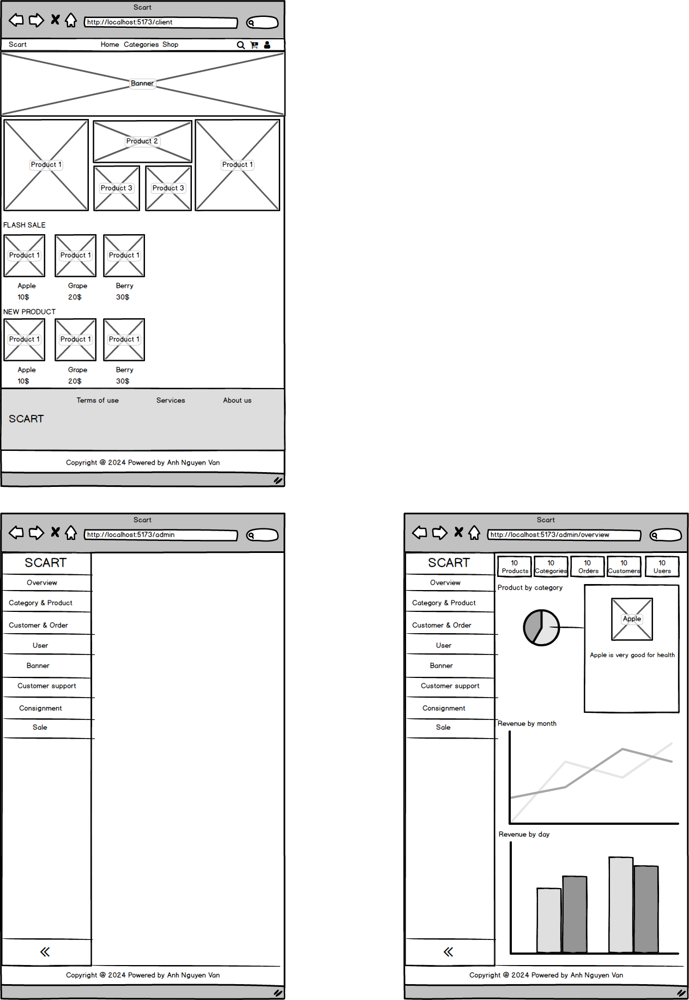 Scart
http://localhost:5173/client
Scart Home Categories Shop
Banner
Product 1
Product 2
Product 1
Product 3 Product 3
FLASH SALE
Product 1 Product 1 Product 1
Apple Grape Berry
10$ 20$ 30$
NEW PRODUCT
Product 1 Product 1 Product 1
Apple Grape Berry
10$ 20$ 30$
Terms of use Services About us
SCART
Copyright @ 2024 Powered by Anh Nguyen Van
Scart
http://localhost:5173/admin
SCART
Overview
Category & Product
Customer & Order
User
Banner
Customer support
Consignment
Sale
Copyright @ 2024 Powered by Anh Nguyen Van
Scart
http://localhost:5173/admin/overview
SCART
Overview
Category & Product
Customer & Order
User
Banner
Customer support
Consignment
Sale
10 10 10 10 10
Products Categories Orders Customers Users
Product by category
Apple
Apple is very good for health
Revenue by month
Revenue by day
Copyright @ 2024 Powered by Anh Nguyen Van